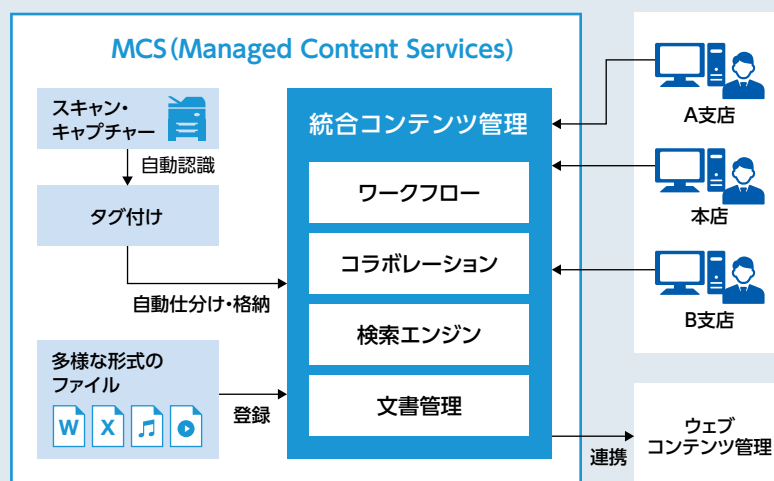 MCS(Managed Content Services)
スキャン・
キャプチャー
自動認識
タグ付け
自動仕分け・格納
多様な形式の
ファイル
W X
登録
統合コンテンツ管理
ワークフロー
コラボレーション
検索エンジン
文書管理
A支店
本店
B支店
連携
ウェブ
コンテンツ管理